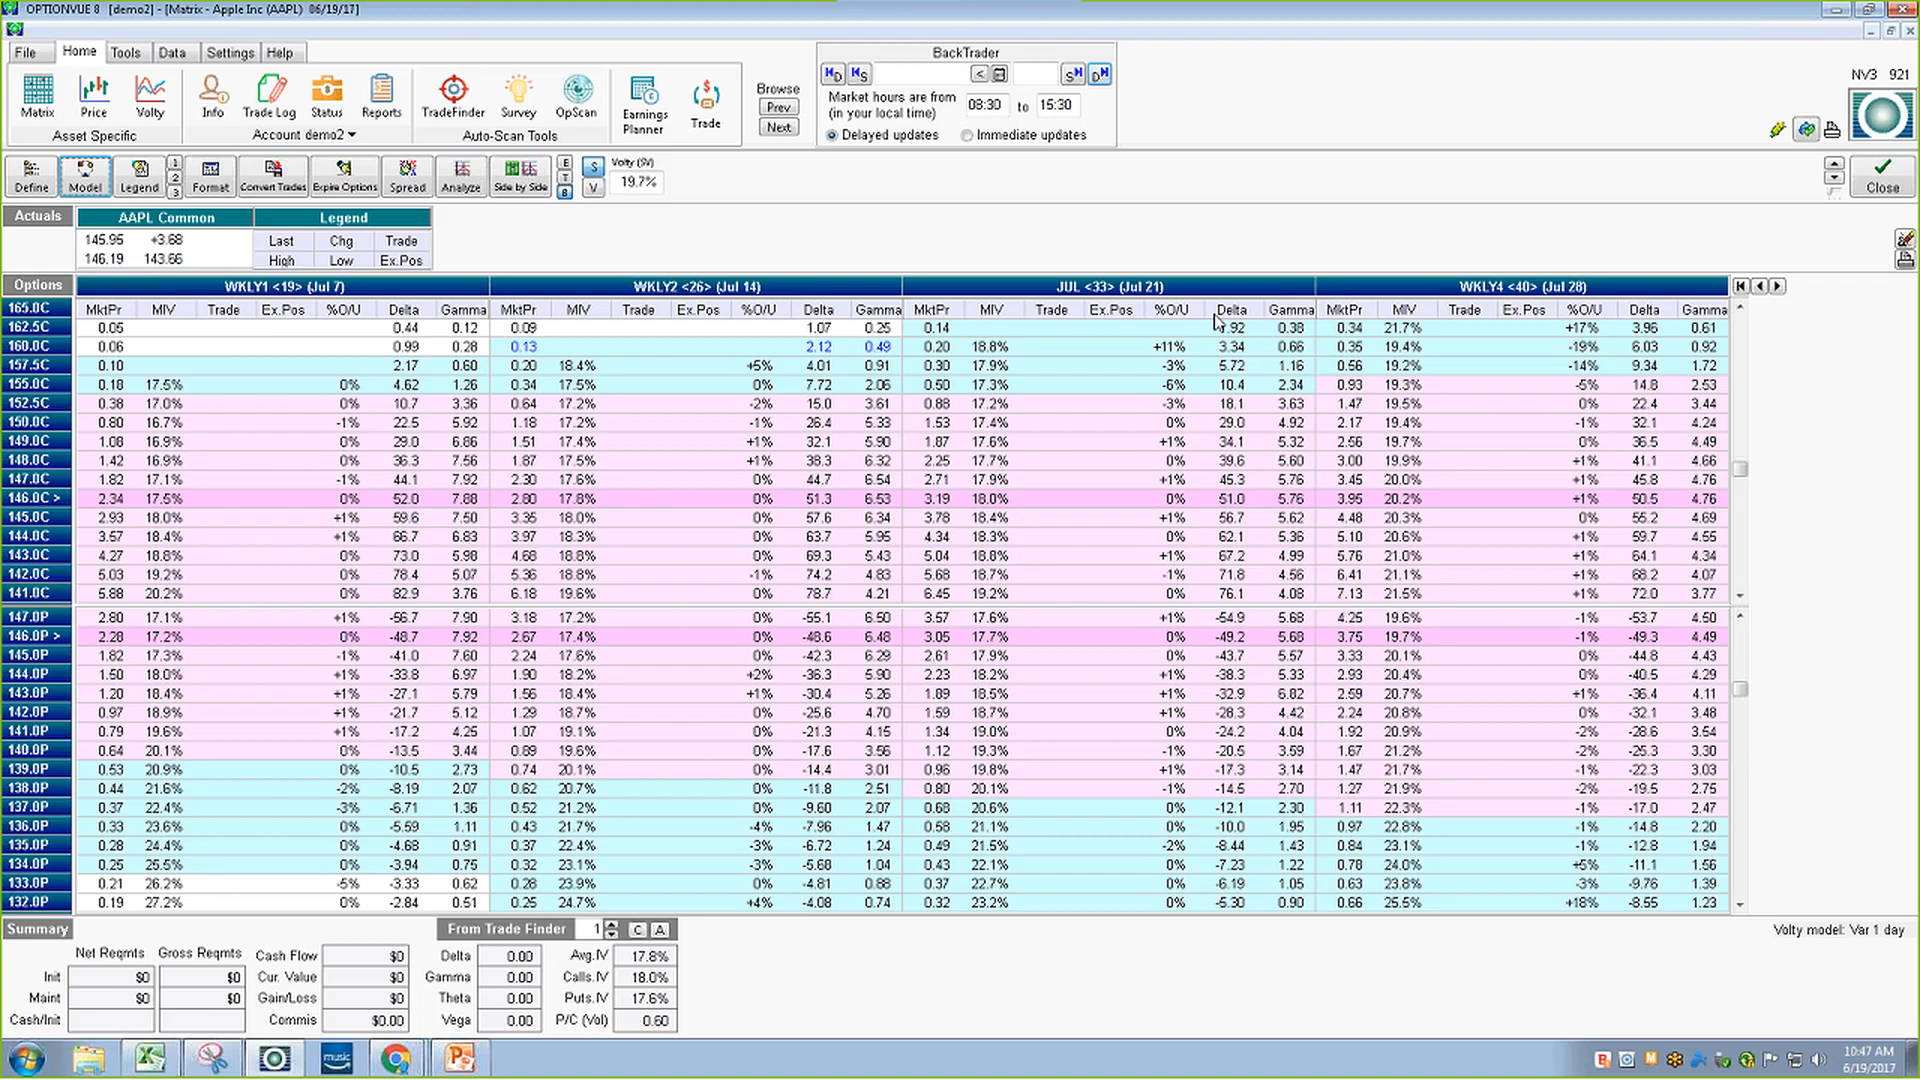 OPTIONVUE 8 [demo2] - [Matrix - Apple Inc (AAPL) 06/19/17]
File Home Tools Data Settings Help
BackTrader
Browse
Prev
Next
Market hours are from 08:30 to 15:30
(in your local time)
Delayed updates Immediate updates
NV3 921
Matrix Price Volty Info Trade Log Status Reports TradeFinder Survey OpScan Earnings Planner Trade
Asset Specific Account demo2 Auto-Scan Tools
Define Model Legend 1 2 3 Format Convert Trades Expire Options Spread Analyze Side by Side E T B S V Volty (SV) 19.7% Close
Actuals AAPL Common Legend
145.95 +3.68 Last Chg Trade
146.19 143.66 High Low Ex.Pos
Options WKLY1 <19> (Jul 7) WKLY2 <26> (Jul 14) JUL <33> (Jul 21) WKLY4 <40> (Jul 28)
165.0C MktPr MIV Trade Ex.Pos %O/U Delta Gamma MktPr MIV Trade Ex.Pos %O/U Delta Gamma MktPr MIV Trade Ex.Pos %O/U Delta Gamma MktPr MIV Trade Ex.Pos %O/U Delta Gamma
162.5C 0.05 0.44 0.12 0.09 1.07 0.25 0.14 1.92 0.38 0.34 21.7% +17% 3.96 0.61
160.0C 0.06 0.99 0.28 0.13 2.12 0.49 0.20 18.8% +11% 3.34 0.66 0.35 19.4% -19% 6.03 0.92
157.5C 0.10 2.17 0.60 0.20 18.4% +5% 4.01 0.91 0.30 17.9% -3% 5.72 1.16 0.56 19.2% -14% 9.34 1.72
155.0C 0.18 17.5% 0% 4.62 1.26 0.34 17.5% 0% 7.72 2.06 0.50 17.3% -6% 10.4 2.34 0.93 19.3% -5% 14.8 2.53
152.5C 0.38 17.0% 0% 10.7 3.36 0.64 17.2% -2% 15.0 3.61 0.88 17.2% -3% 18.1 3.63 1.47 19.5% 0% 22.4 3.44
150.0C 0.80 16.7% -1% 22.5 5.92 1.18 17.2% -1% 26.4 5.33 1.53 17.4% 0% 29.0 4.92 2.17 19.4% -1% 32.1 4.24
149.0C 1.08 16.9% 0% 29.0 6.86 1.51 17.4% +1% 32.1 5.90 1.87 17.6% +1% 34.1 5.32 2.56 19.7% 0% 36.5 4.49
148.0C 1.42 16.9% 0% 36.3 7.56 1.87 17.5% +1% 38.3 6.32 2.25 17.7% 0% 39.6 5.60 3.00 19.9% +1% 41.1 4.66
147.0C 1.82 17.1% -1% 44.1 7.92 2.30 17.6% 0% 44.7 6.54 2.71 17.9% +1% 45.3 5.76 3.45 20.0% +1% 45.8 4.76
146.0C > 2.34 17.5% 0% 52.0 7.88 2.80 17.8% 0% 51.3 6.53 3.19 18.0% 0% 51.0 5.76 3.95 20.2% +1% 50.5 4.76
145.0C 2.93 18.0% +1% 59.6 7.50 3.35 18.0% 0% 57.6 6.34 3.78 18.4% +1% 56.7 5.62 4.48 20.3% 0% 55.2 4.69
144.0C 3.57 18.4% +1% 66.7 6.83 3.97 18.3% 0% 63.7 5.95 4.34 18.3% 0% 62.1 5.36 5.10 20.6% +1% 59.7 4.55
143.0C 4.27 18.8% 0% 73.0 5.98 4.68 18.8% 0% 69.3 5.43 5.04 18.8% +1% 67.2 4.99 5.76 21.0% +1% 64.1 4.34
142.0C 5.03 19.2% 0% 78.4 5.07 5.36 18.8% -1% 74.2 4.83 5.68 18.7% -1% 71.8 4.56 6.41 21.1% +1% 68.2 4.07
141.0C 5.88 20.2% 0% 82.9 3.76 6.18 19.6% 0% 78.7 4.21 6.45 19.2% 0% 76.1 4.08 7.13 21.5% +1% 72.0 3.77
147.0P 2.80 17.1% +1% -56.7 7.90 3.18 17.2% 0% -55.1 6.50 3.57 17.6% +1% -54.9 5.68 4.25 19.6% -1% -53.7 4.50
146.0P > 2.28 17.2% 0% -48.7 7.92 2.67 17.4% 0% -48.6 6.48 3.05 17.7% 0% -49.2 5.68 3.75 19.7% -1% -49.3 4.49
145.0P 1.82 17.3% -1% -41.0 7.60 2.24 17.6% 0% -42.3 6.29 2.61 17.9% 0% -43.7 5.57 3.33 20.1% 0% -44.8 4.43
144.0P 1.50 18.0% +1% -33.8 6.97 1.90 18.2% +2% -36.3 5.90 2.23 18.2% +1% -38.3 5.33 2.93 20.4% 0% -40.5 4.29
143.0P 1.20 18.4% +1% -27.1 5.79 1.56 18.4% +1% -30.4 5.26 1.89 18.5% +1% -32.9 6.82 2.59 20.7% +1% -36.4 4.11
142.0P 0.97 18.9% +1% -21.7 5.12 1.29 18.7% 0% -25.6 4.70 1.59 18.7% +1% -28.3 4.42 2.24 20.8% 0% -32.1 3.48
141.0P 0.79 19.6% +1% -17.2 4.25 1.07 19.1% 0% -21.3 4.15 1.34 19.0% 0% -24.2 4.04 1.92 20.9% -2% -28.6 3.54
140.0P 0.64 20.1% 0% -13.5 3.44 0.89 19.6% 0% -17.6 3.56 1.12 19.3% -1% -20.5 3.59 1.67 21.2% -2% -25.3 3.30
139.0P 0.53 20.9% 0% -10.5 2.73 0.74 20.1% 0% -14.4 3.01 0.96 19.8% +1% -17.3 3.14 1.47 21.7% -1% -22.3 3.03
138.0P 0.44 21.6% -2% -8.19 2.07 0.62 20.7% 0% -11.8 2.51 0.80 20.1% -1% -14.5 2.70 1.27 21.9% -2% -19.5 2.75
137.0P 0.37 22.4% -3% -6.71 1.36 0.52 21.2% 0% -9.60 2.07 0.68 20.6% 0% -12.1 2.30 1.11 22.3% -1% -17.0 2.47
136.0P 0.33 23.6% 0% -5.59 1.11 0.43 21.7% -4% -7.96 1.47 0.58 21.1% 0% -10.0 1.95 0.97 22.8% -1% -14.8 2.20
135.0P 0.28 24.4% 0% -4.68 0.91 0.37 22.4% -3% -6.72 1.24 0.49 21.5% -2% -8.44 1.43 0.84 23.1% -1% -12.8 1.94
134.0P 0.25 25.5% 0% -3.94 0.75 0.32 23.1% -3% -5.68 1.04 0.43 22.1% 0% -7.23 1.22 0.78 24.0% +5% -11.1 1.56
133.0P 0.21 26.2% -5% -3.33 0.62 0.28 23.9% 0% -4.81 0.88 0.37 22.7% 0% -6.19 1.05 0.63 23.8% -3% -9.76 1.39
132.0P 0.19 27.2% 0% -2.84 0.51 0.25 24.7% +4% -4.08 0.74 0.32 23.2% 0% -5.30 0.90 0.66 25.5% +18% -8.55 1.23
Summary From Trade Finder 1 C A Volty model: Var 1 day
Net Reqmts Gross Reqmts Cash Flow $0 Delta 0.00 Avg.IV 17.8%
Init $0 $0 Cur. Value $0 Gamma 0.00 Calls.IV 18.0%
Maint $0 $0 Gain/Loss $0 Theta 0.00 Puts.IV 17.6%
Cash/Init Commis $0.00 Vega 0.00 P/C (Vol) 0.60
music
10:47 AM
6/19/2017